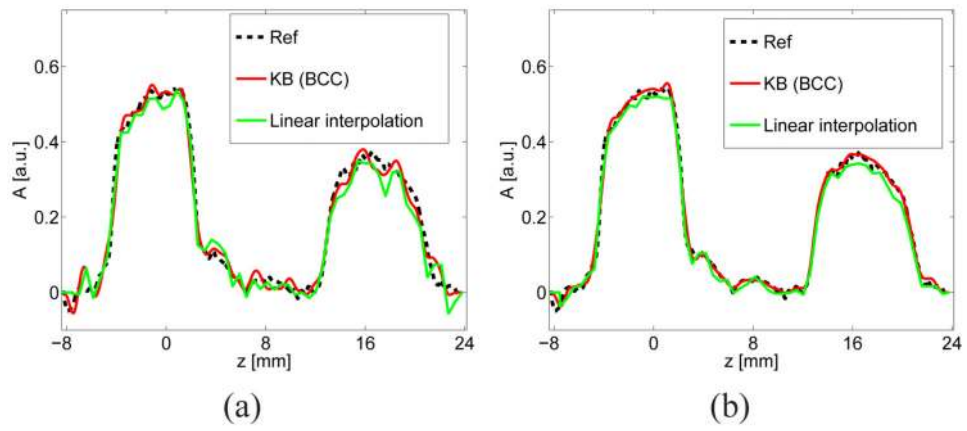 Ref
KB (BCC)
Linear interpolation
0.6
0.4
0.2
0
A [a.u.]
−8 0 8 16 24
z [mm]
(a)
Ref
KB (BCC)
Linear interpolation
0.6
0.4
0.2
0
A [a.u.]
−8 0 8 16 24
z [mm]
(b)